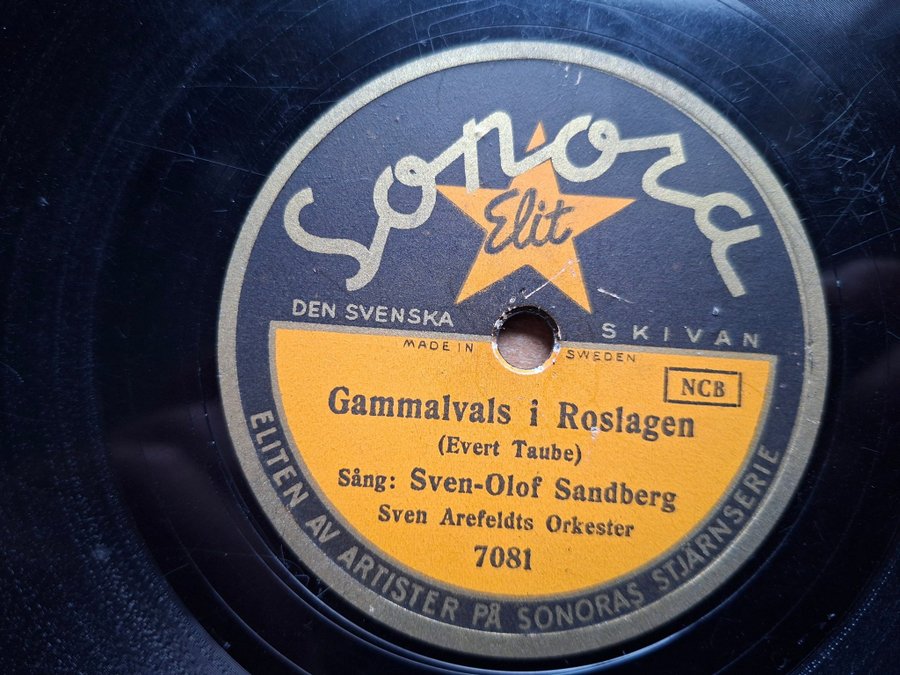 Sonora
Elit
DEN SVENSKA SKIVAN
MADE IN SWEDEN
NCB
Gammalvals i Roslagen
(Evert Taube)
Sång: Sven-Olof Sandberg
Sven Arefeldts Orkester
7081
ELITEN AV ARTISTER PÅ SONORAS STJÄRNSERIE